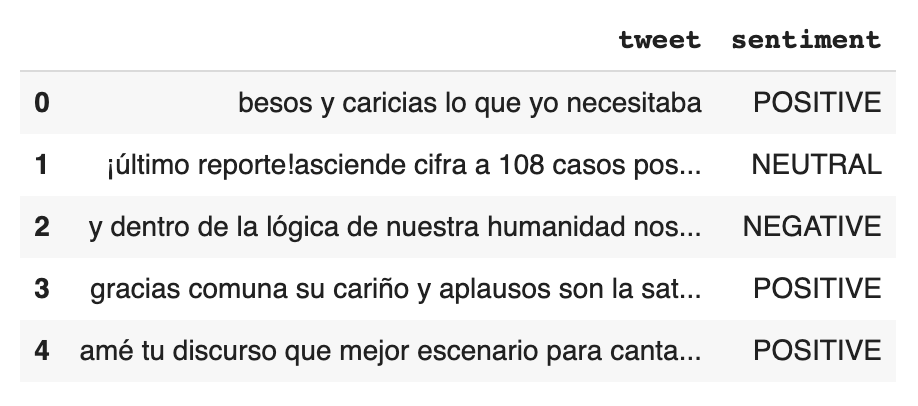 tweet sentiment
0 besos y caricias lo que yo necesitaba POSITIVE
1 ¡último reporte!asciende cifra a 108 casos pos... NEUTRAL
2 y dentro de la lógica de nuestra humanidad nos... NEGATIVE
3 gracias comuna su cariño y aplausos son la sat... POSITIVE
4 amé tu discurso que mejor escenario para canta... POSITIVE